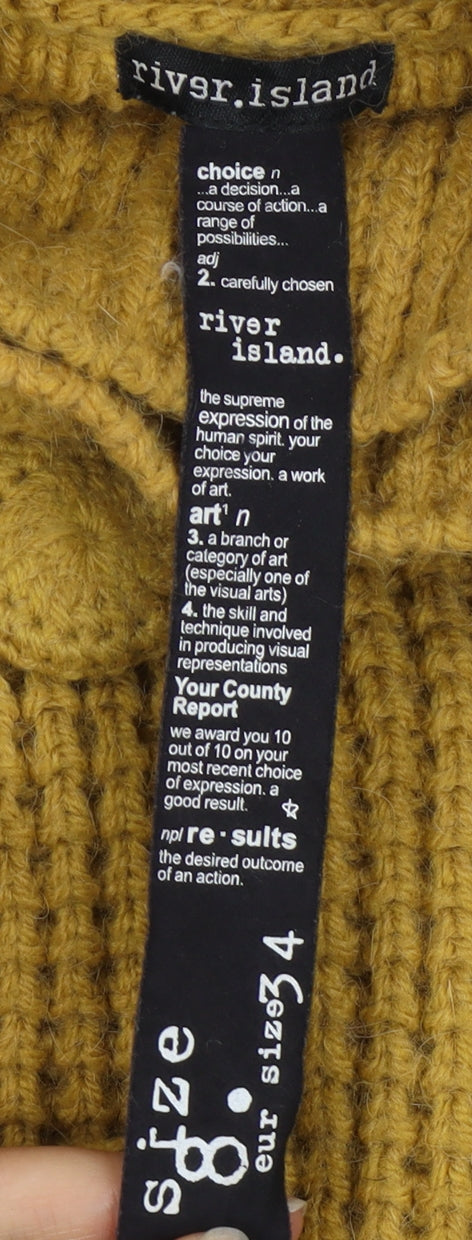 river.island
choice n
...a decision...a
course of action...a
range of
possibilities...
adj
2. carefully chosen
river
island.
the supreme
expression of the
human spirit. your
choice your
expression. a work
of art.
art¹ n
3. a branch or
category of art
(especially one of
the visual arts)
4. the skill and
technique involved
in producing visual
representations
Your County
Report
we award you 10
out of 10 on your
most recent choice
of expression. a
good result.
npl re·sults
the desired outcome
of an action.
size
8.
eur size34